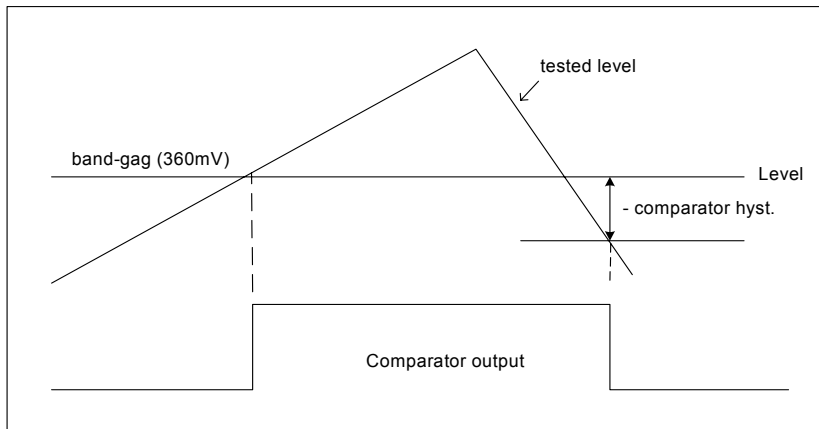 tested level
band-gag (360mV)
Level
- comparator hyst.
Comparator output